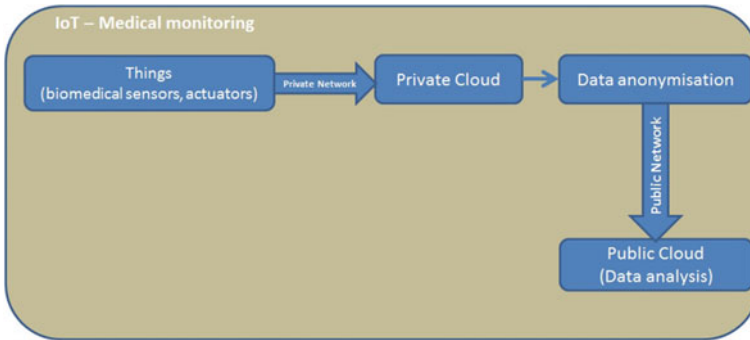 IoT – Medical monitoring
Things
(biomedical sensors, actuators)
Private Network
Private Cloud
Data anonymisation
Public Network
Public Cloud
(Data analysis)